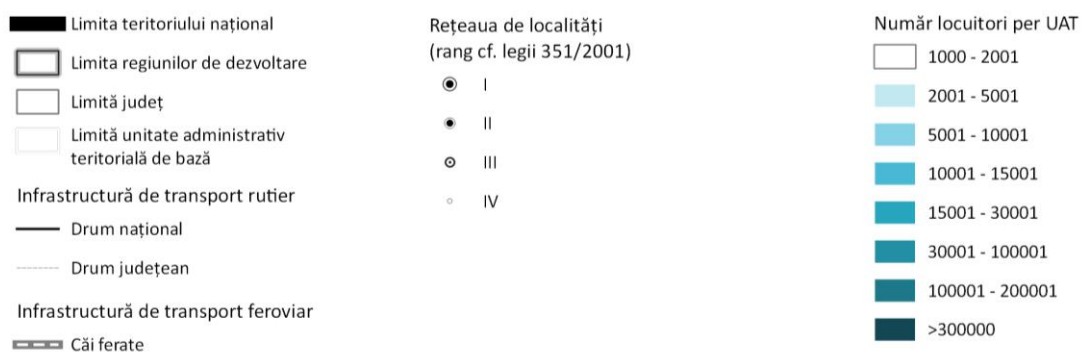 Limita teritoriului național
Limita regiunilor de dezvoltare
Limită județ
Limită unitate administrativ
teritorială de bază
Infrastructură de transport rutier
Drum național
Drum județean
Infrastructură de transport feroviar
Căi ferate
Rețeaua de localități
(rang cf. legii 351/2001)
I
II
III
IV
Număr locuitori per UAT
1000 - 2001
2001 - 5001
5001 - 10001
10001 - 15001
15001 - 30001
30001 - 100001
100001 - 200001
>300000